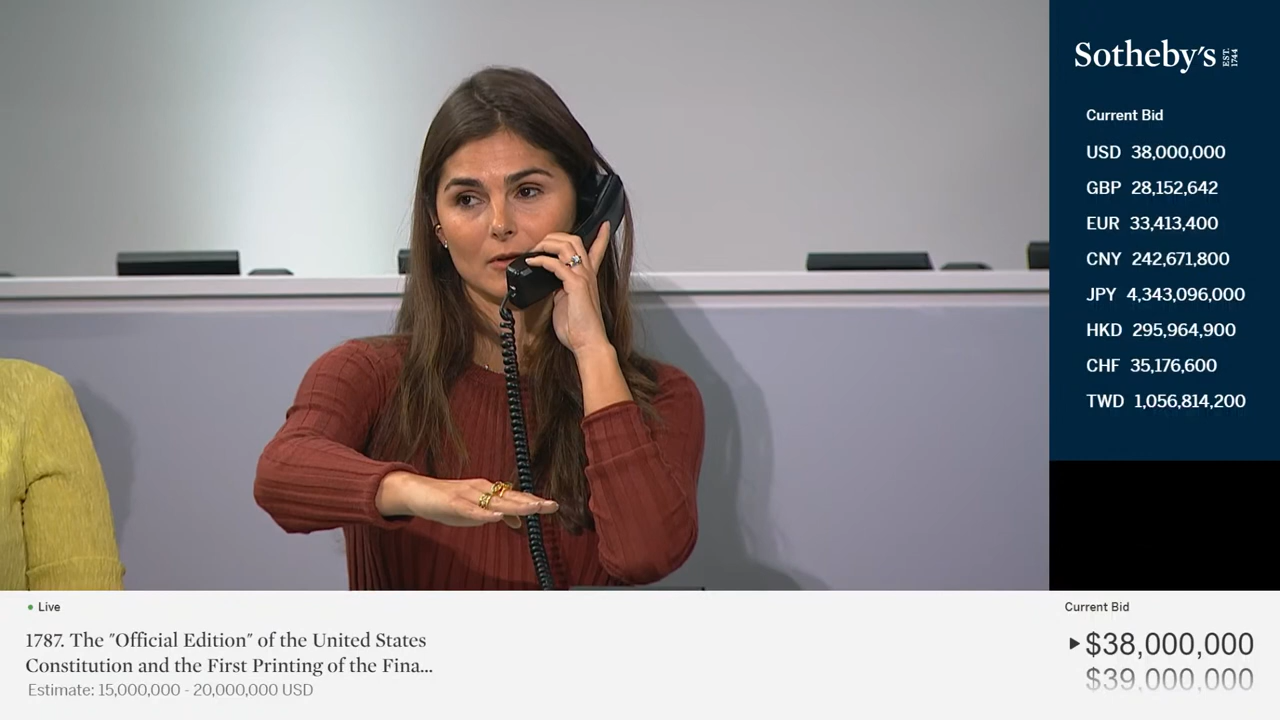 Sotheby's EST. 1744
Current Bid
USD 38,000,000
GBP 28,152,642
EUR 33,413,400
CNY 242,671,800
JPY 4,343,096,000
HKD 295,964,900
CHF 35,176,600
TWD 1,056,814,200
Live
1787. The "Official Edition" of the United States
Constitution and the First Printing of the Fina...
Estimate: 15,000,000 - 20,000,000 USD
Current Bid
$38,000,000
$39,000,000